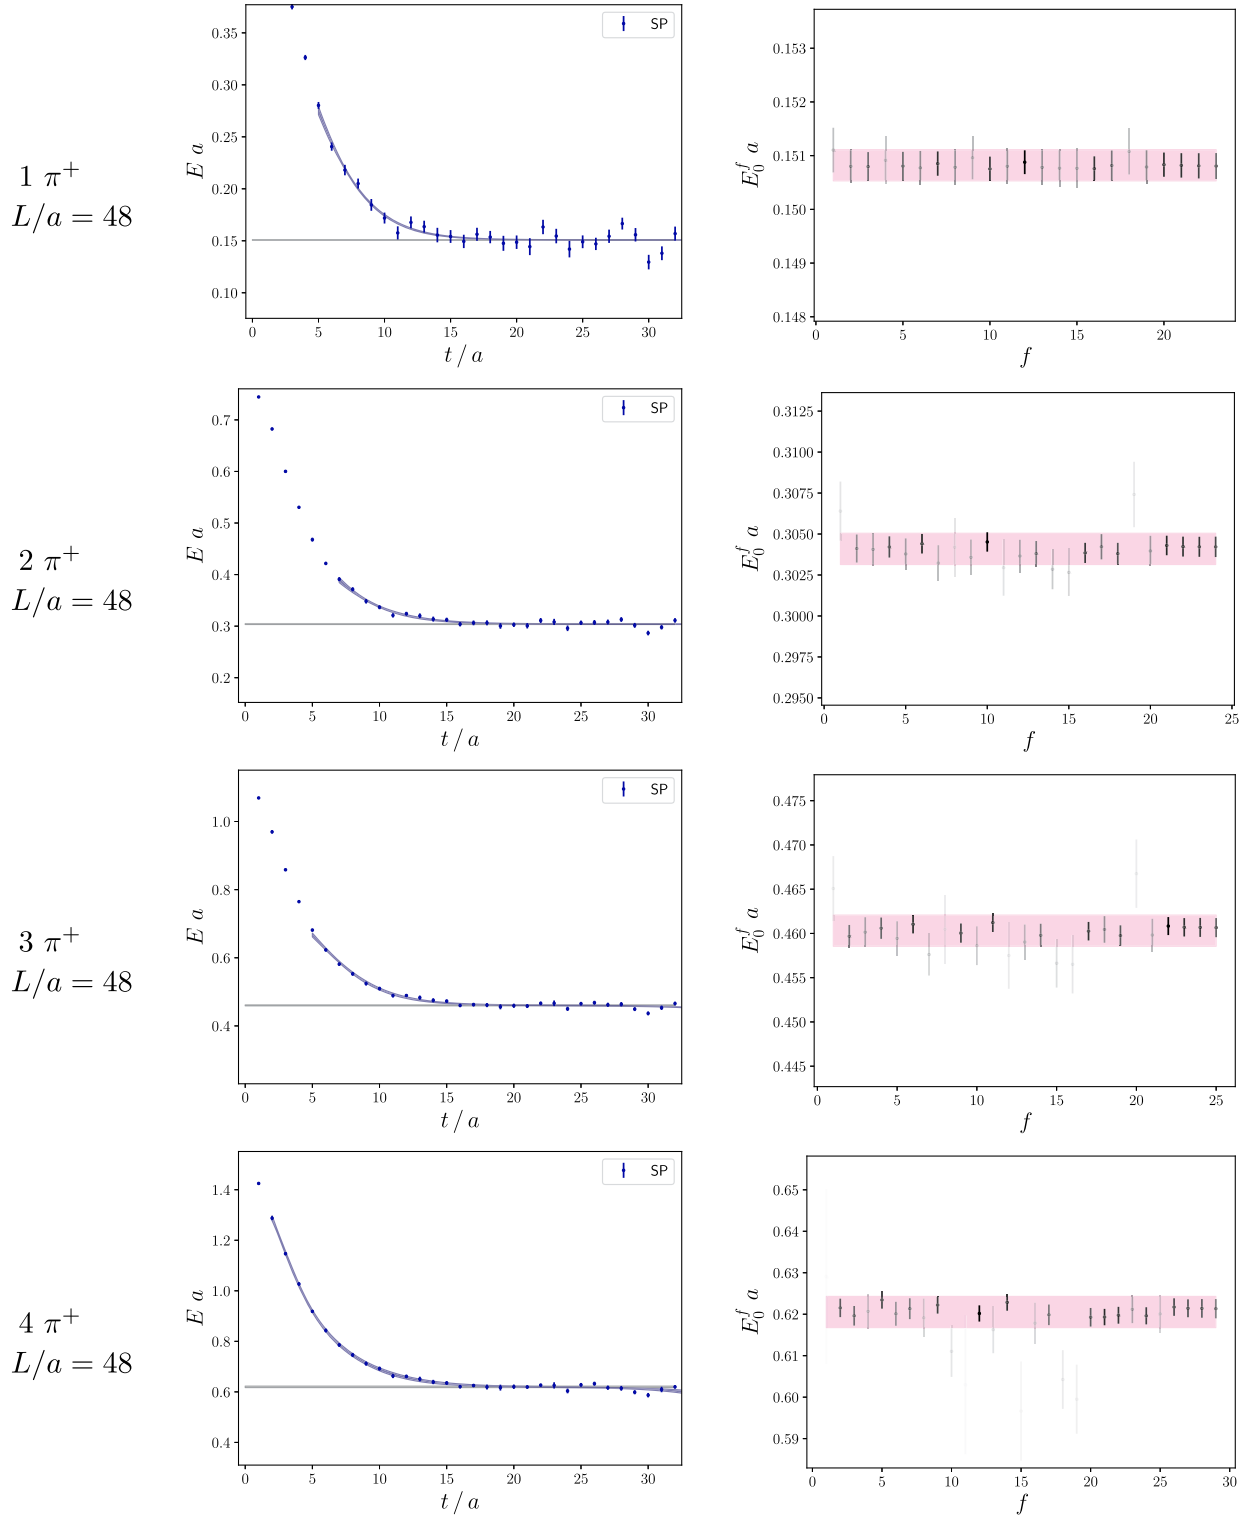 1 π⁺
L/a = 48
E a
0.35
0.30
0.25
0.20
0.15
0.10
SP
0 5 10 15 20 25 30
t / a
E₀ᶠ a
0.153
0.152
0.151
0.150
0.149
0.148
0 5 10 15 20
f
2 π⁺
L/a = 48
E a
0.7
0.6
0.5
0.4
0.3
0.2
SP
0 5 10 15 20 25 30
t / a
E₀ᶠ a
0.3125
0.3100
0.3075
0.3050
0.3025
0.3000
0.2975
0.2950
0 5 10 15 20 25
f
3 π⁺
L/a = 48
E a
1.0
0.8
0.6
0.4
SP
0 5 10 15 20 25 30
t / a
E₀ᶠ a
0.475
0.470
0.465
0.460
0.455
0.450
0.445
0 5 10 15 20 25
f
4 π⁺
L/a = 48
E a
1.4
1.2
1.0
0.8
0.6
0.4
SP
0 5 10 15 20 25 30
t / a
E₀ᶠ a
0.65
0.64
0.63
0.62
0.61
0.60
0.59
0 5 10 15 20 25 30
f